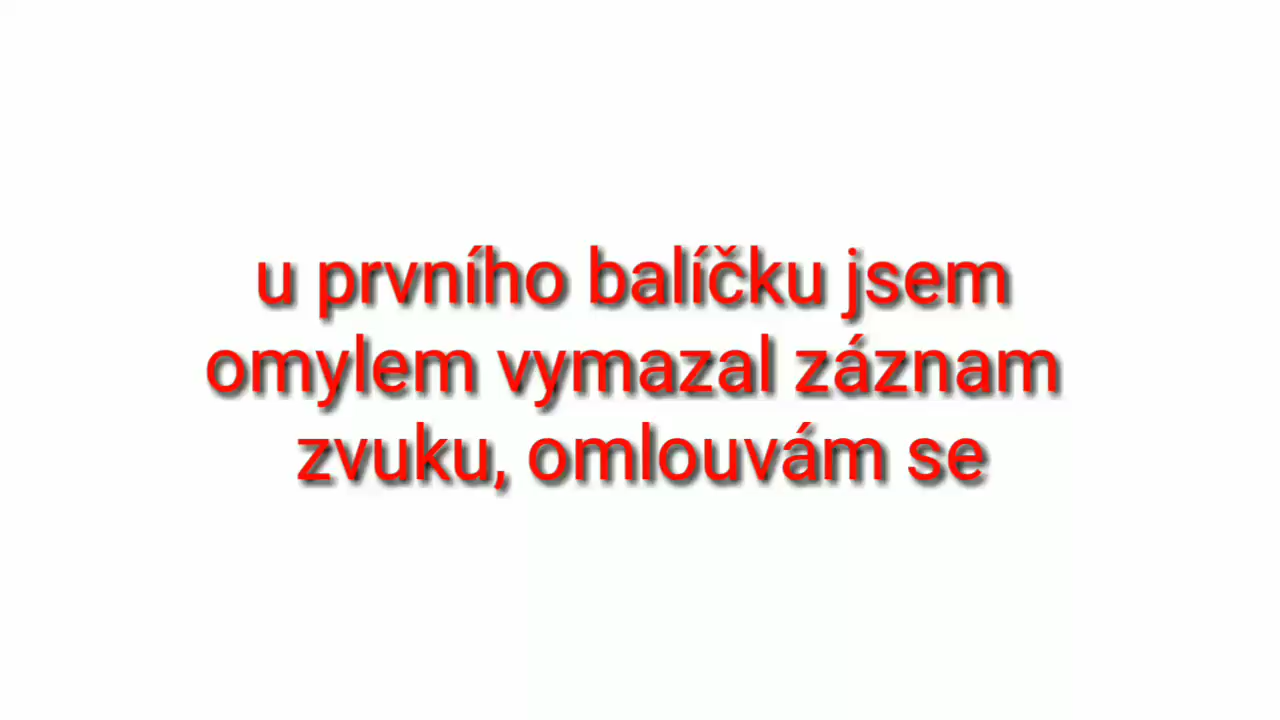 u prvního balíčku jsem
omylem vymazal záznam
zvuku, omlouvám se